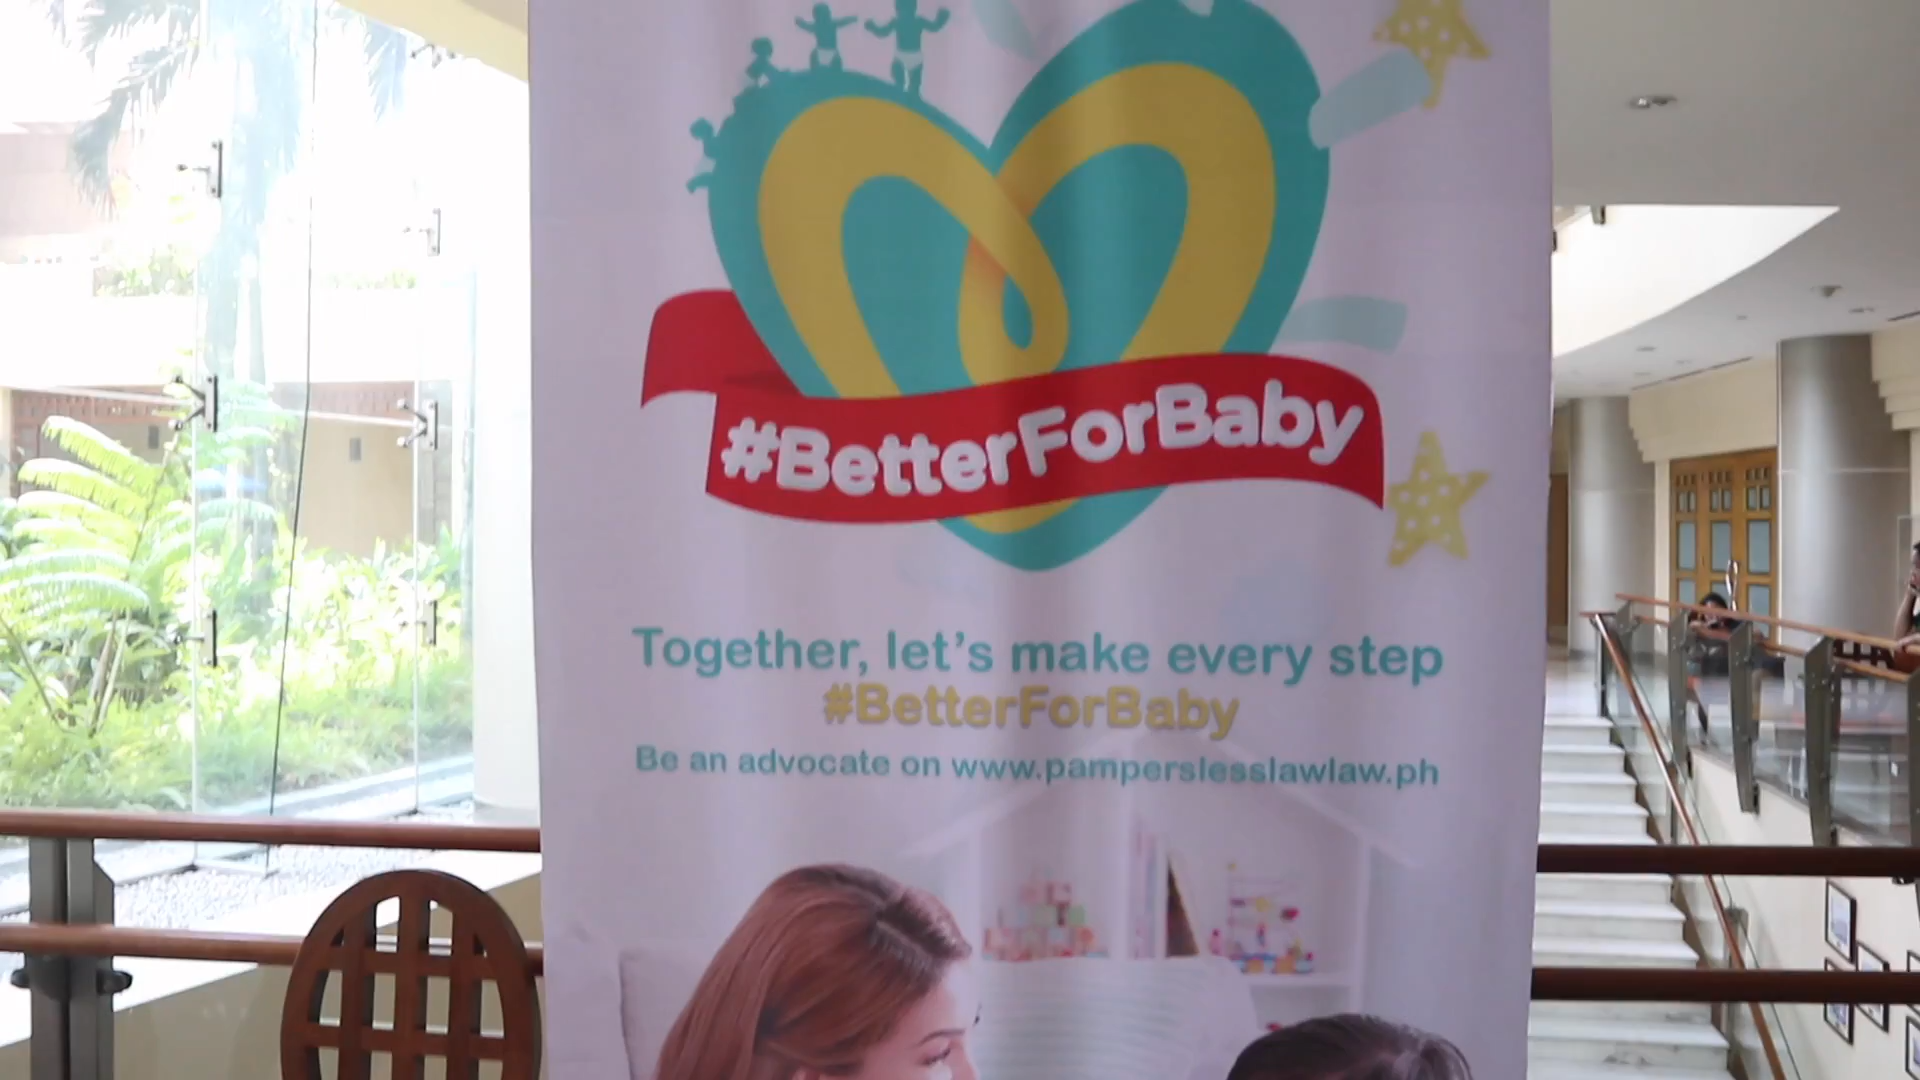 #BetterForBaby
Together, let's make every step
#BetterForBaby
Be an advocate on www.pamperslesslawlaw.ph